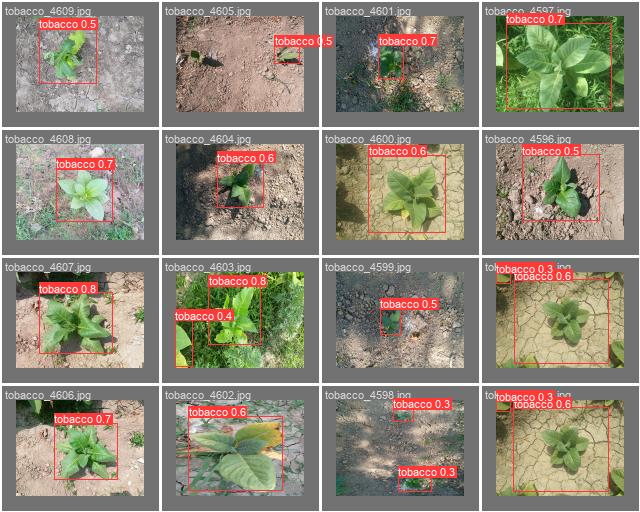 tobacco_4609.jpg
tobacco 0.5
tobacco_4605.jpg
tobacco 0.5
tobacco_4601.jpg
tobacco 0.7
tobacco_4597.jpg
tobacco 0.7
tobacco_4608.jpg
tobacco 0.7
tobacco_4604.jpg
tobacco 0.6
tobacco_4600.jpg
tobacco 0.6
tobacco_4596.jpg
tobacco 0.5
tobacco_4607.jpg
tobacco 0.8
tobacco_4603.jpg
tobacco 0.8
tobacco 0.4
tobacco_4599.jpg
tobacco 0.5
tobacco 0.3
tobacco 0.6
tobacco_4606.jpg
tobacco 0.7
tobacco_4602.jpg
tobacco 0.6
tobacco_4598.jpg
tobacco 0.3
tobacco 0.3
tobacco 0.3
tobacco 0.6